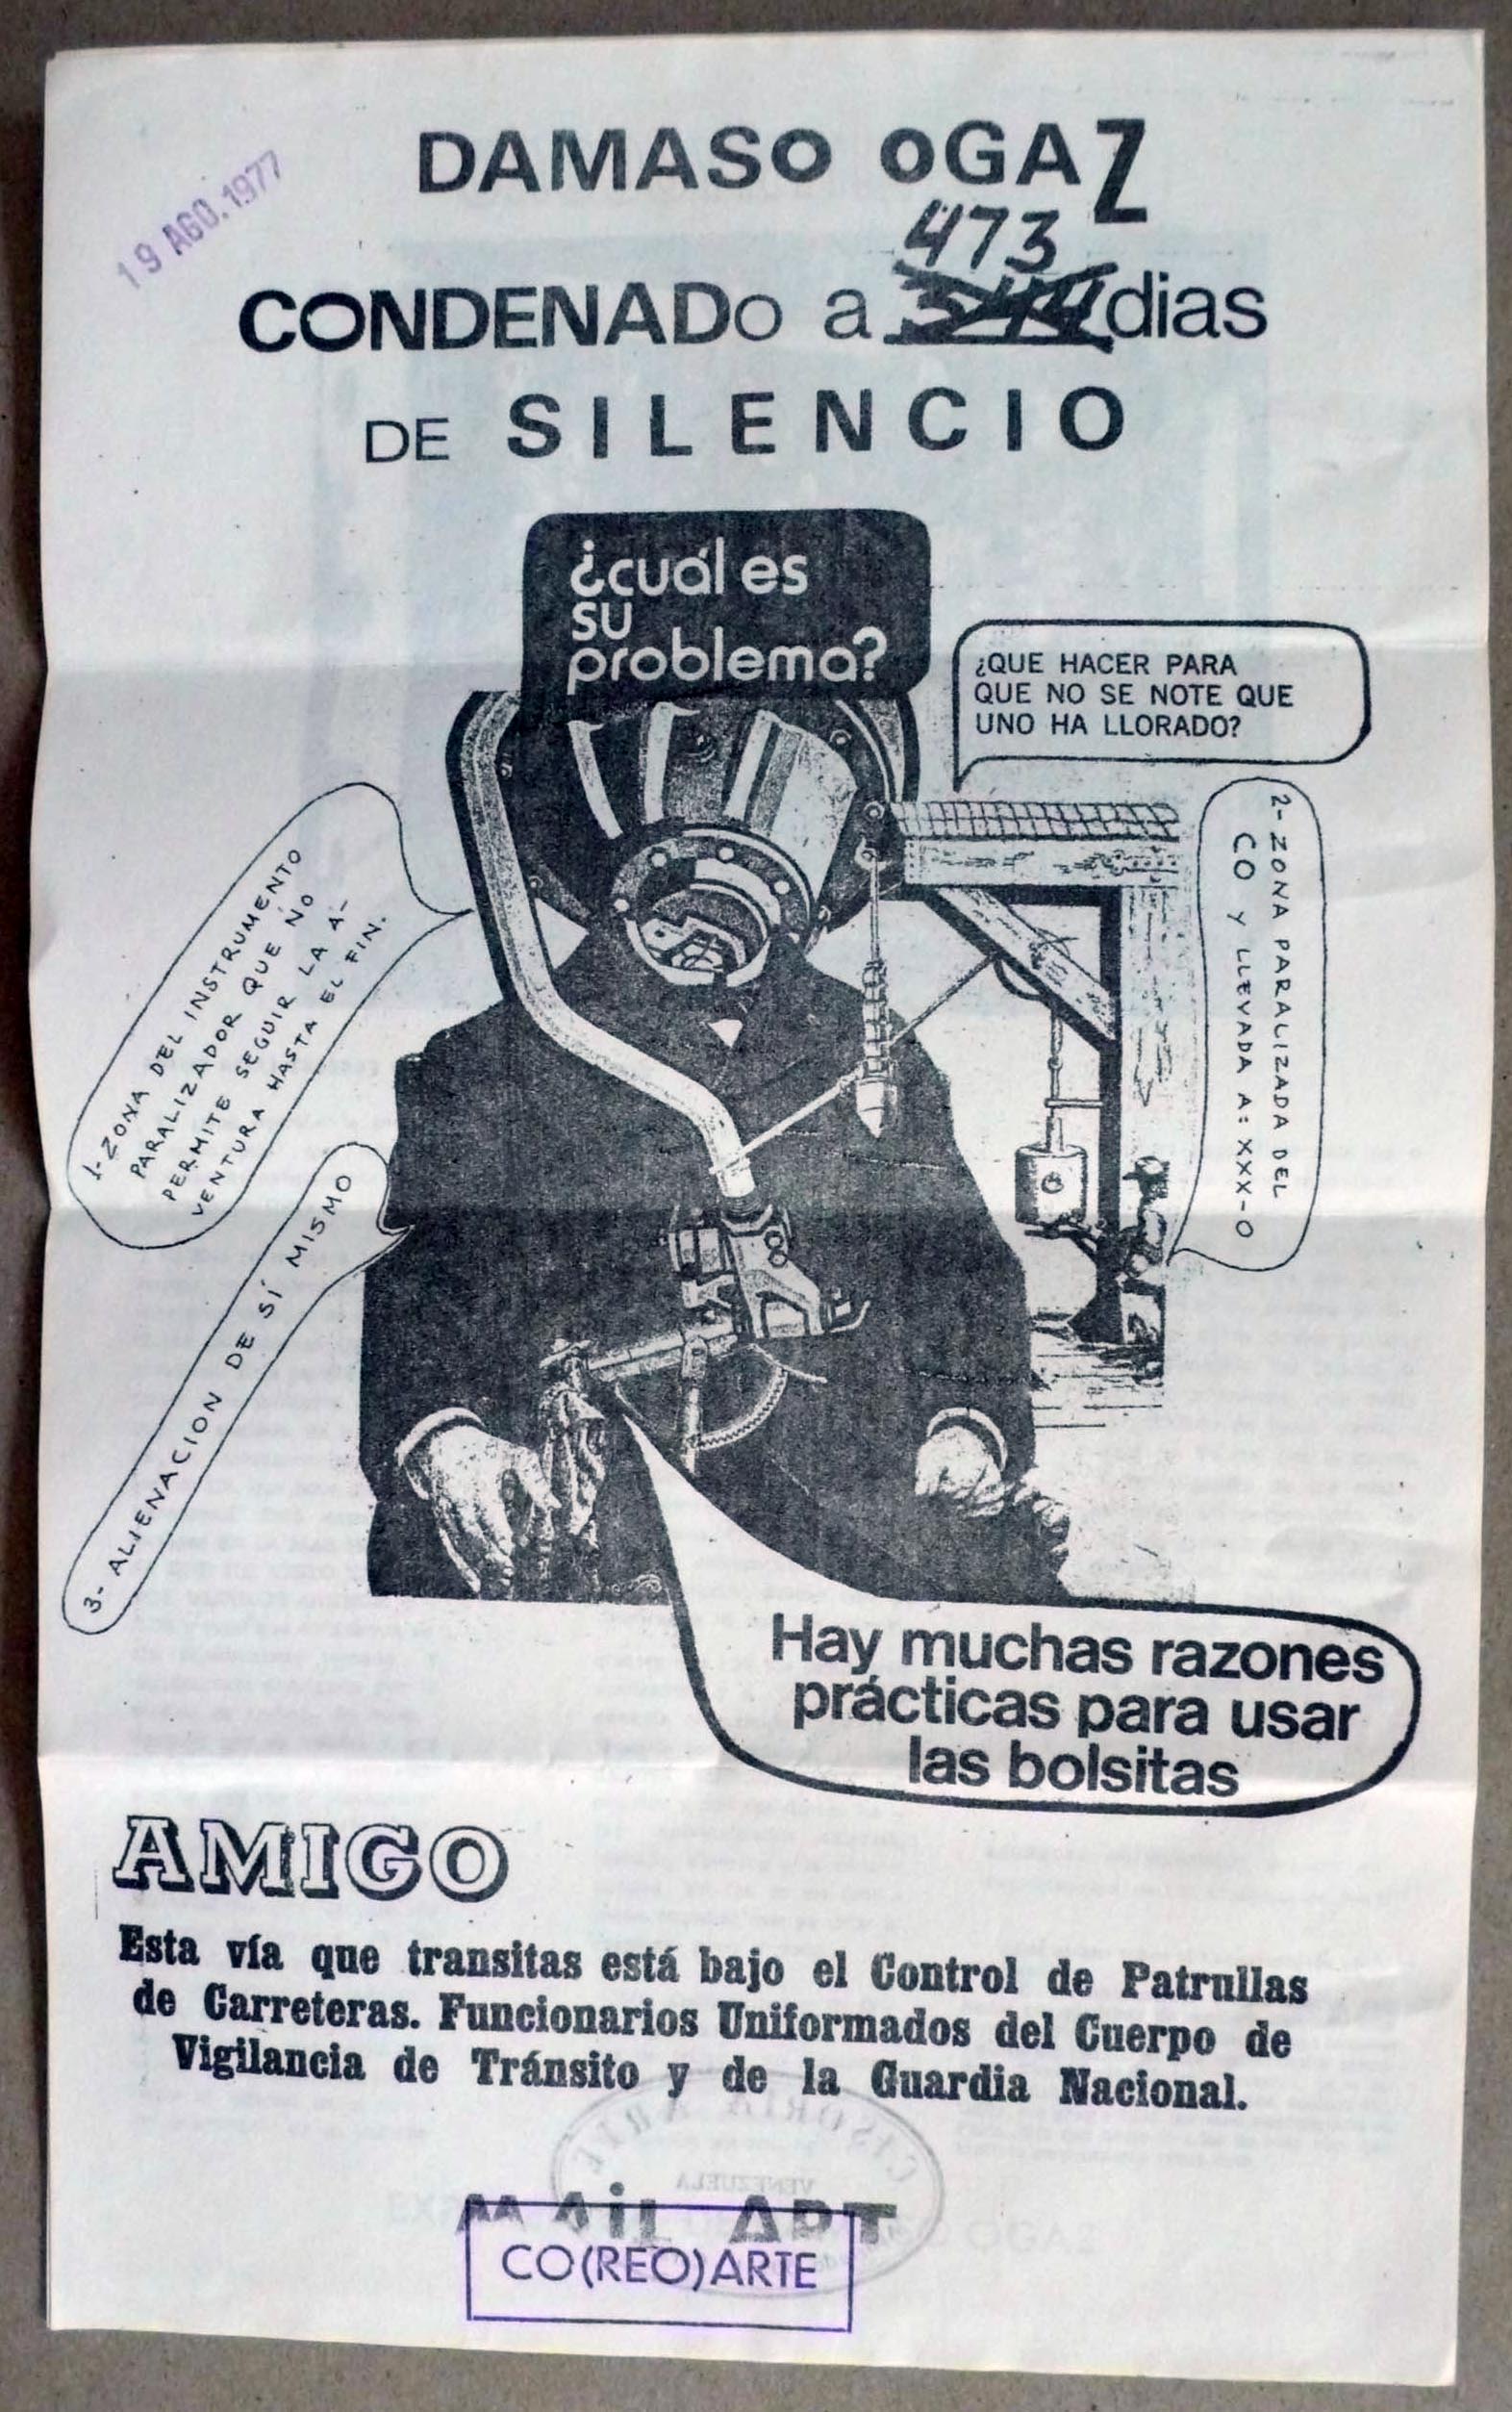 19 AGO. 1977
DAMASO OGAZ
473
CONDENADo a 344 dias
DE SILENCIO
¿cuál es
su
problema?
¿QUE HACER PARA
QUE NO SE NOTE QUE
UNO HA LLORADO?
1-ZONA DEL INSTRUMENTO
PARALIZADOR QUE NO
PERMITE SEGUIR LA A-
VENTURA HASTA EL FIN.
2- ZONA PARALIZADA DEL
CO Y LLEVADA A: XXX-O
3- ALIENACION DE SÍ MISMO
Hay muchas razones
prácticas para usar
las bolsitas
AMIGO
Esta vía que transitas está bajo el Control de Patrullas
de Carreteras. Funcionarios Uniformados del Cuerpo de
Vigilancia de Tránsito y de la Guardia Nacional.
VENEZUELA
MAiL ART
CO(REO)ARTE